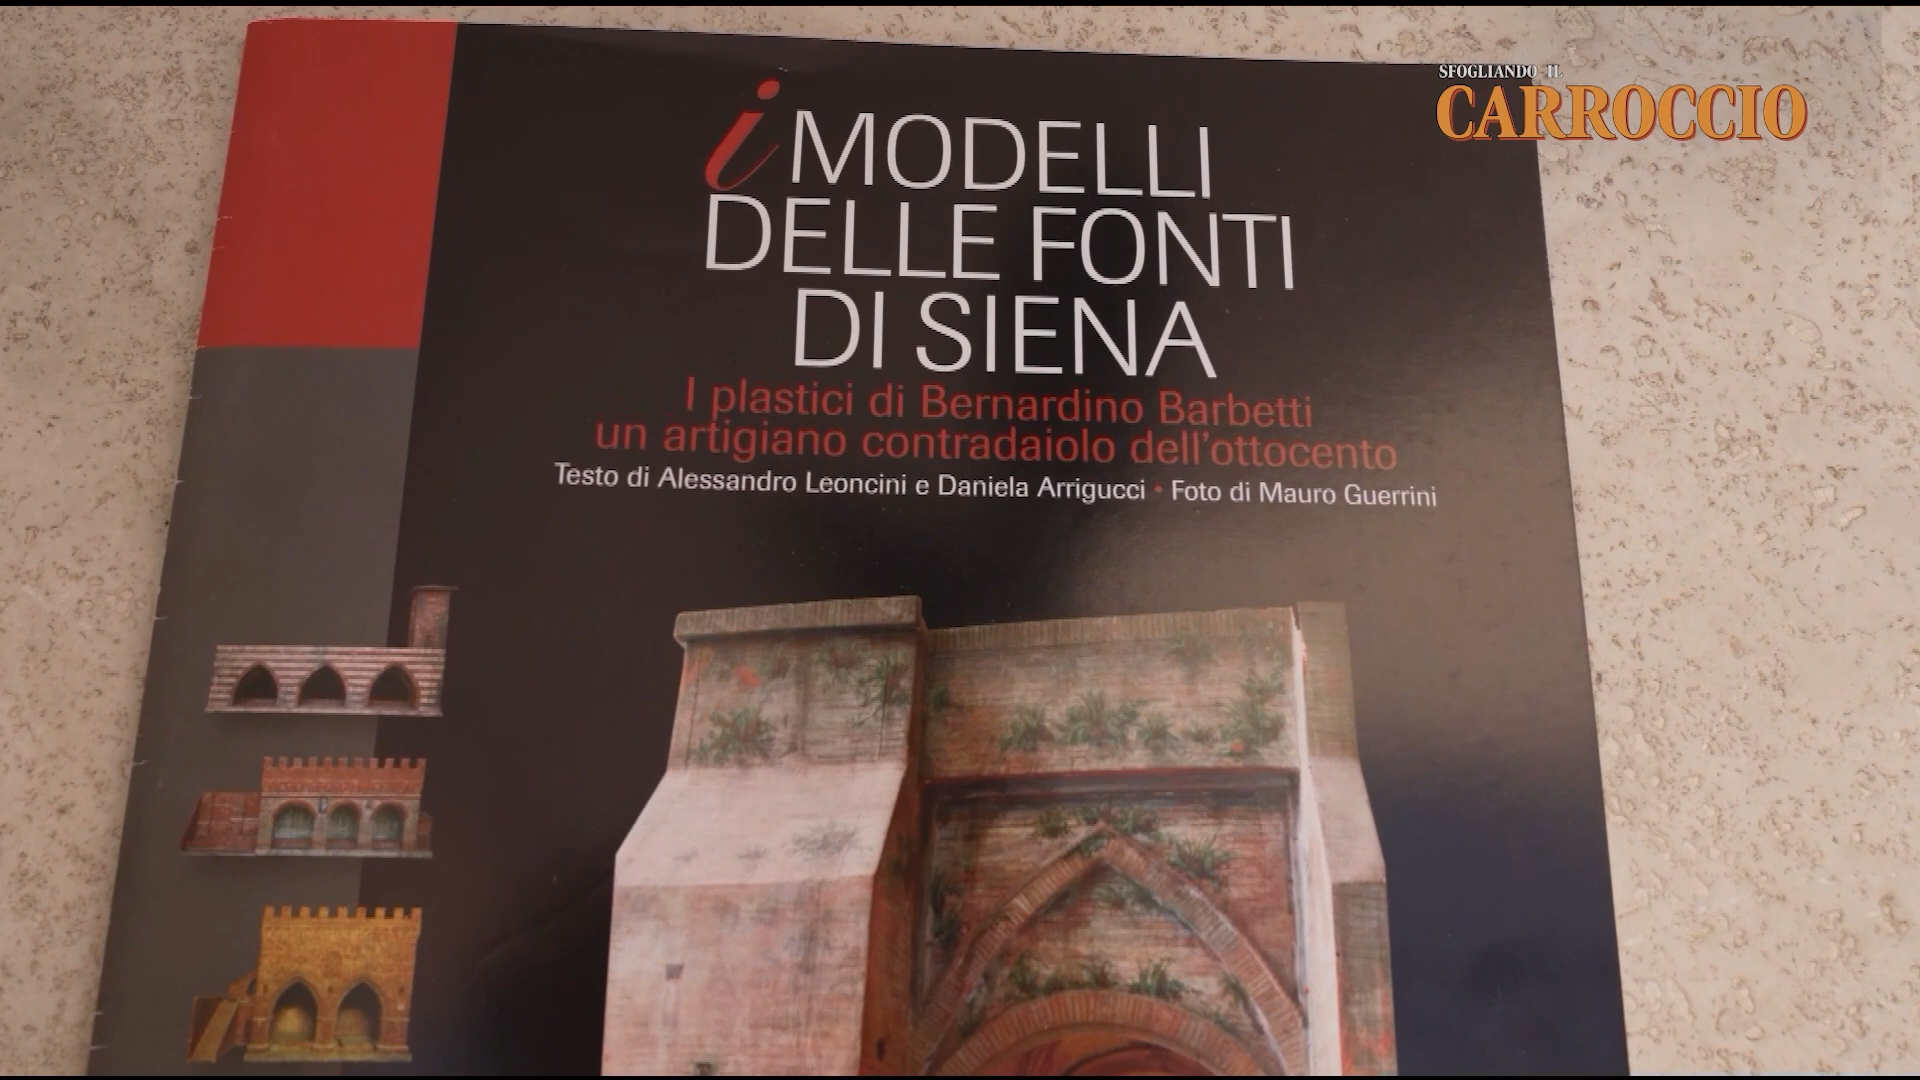 SFOGLIANDO IL
CARROCCIO
i MODELLI
DELLE FONTI
DI SIENA
I plastici di Bernardino Barbetti
un artigiano contradaiolo dell'ottocento
Testo di Alessandro Leoncini e Daniela Arrigucci • Foto di Mauro Guerrini